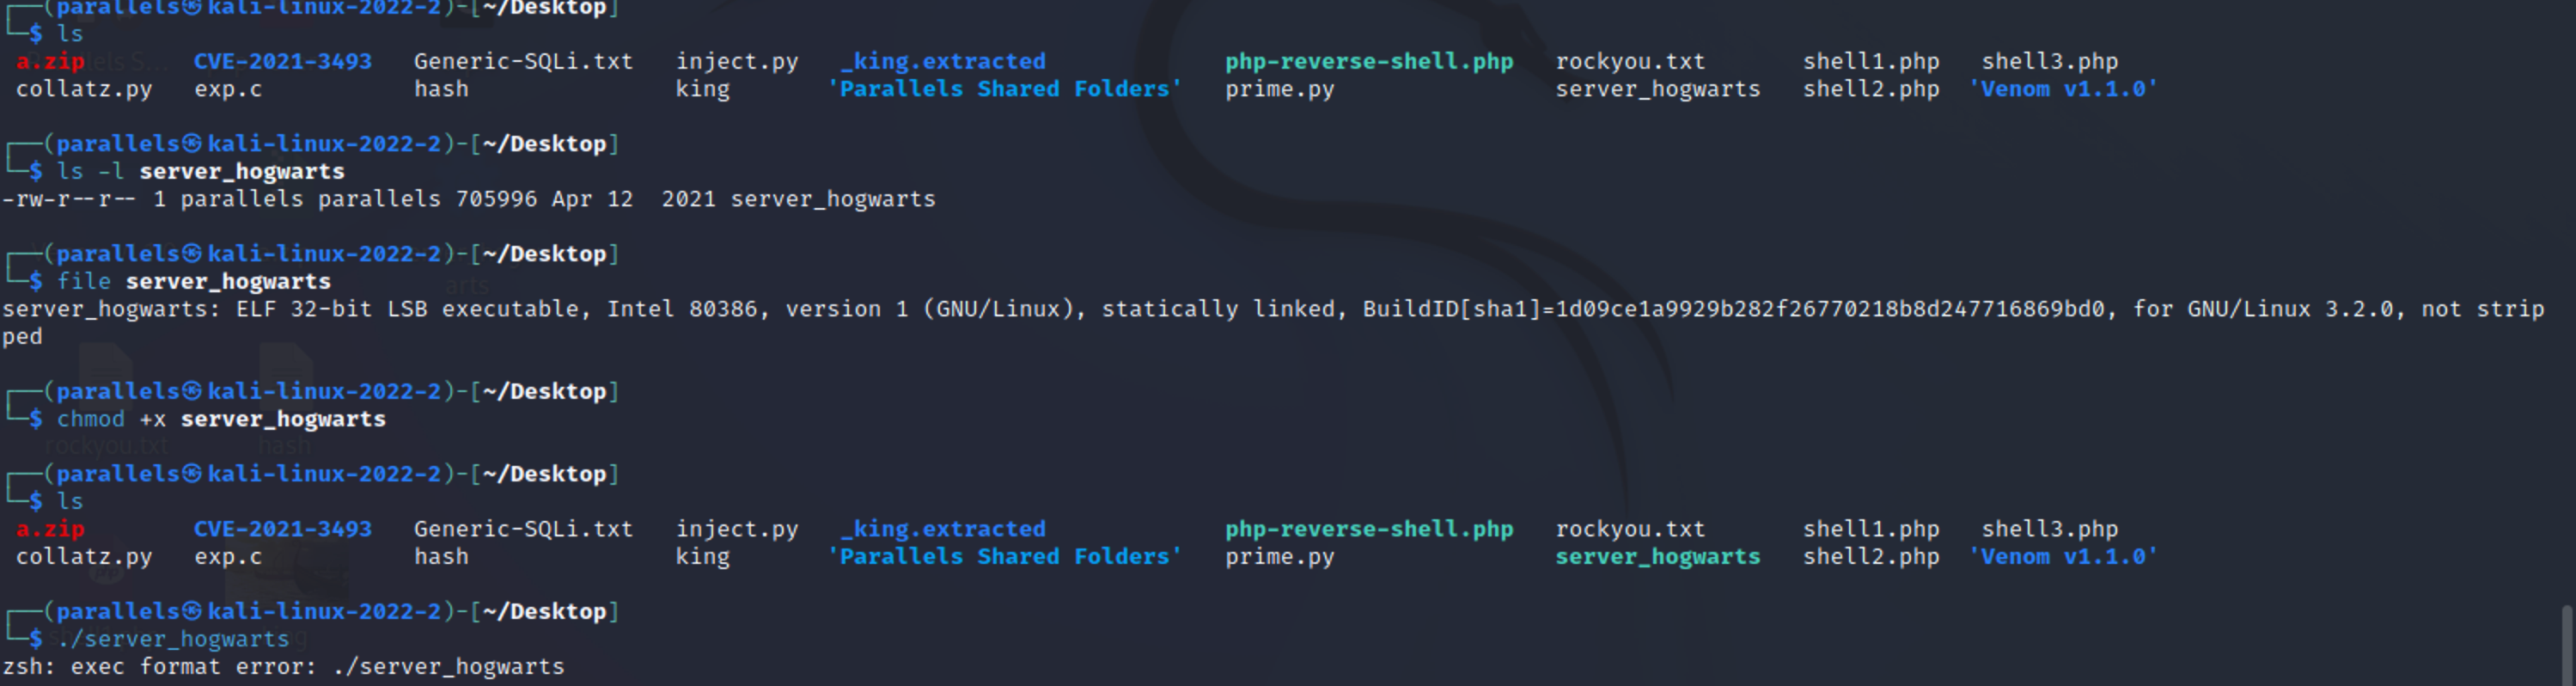 ┌──(parallels㉿kali-linux-2022-2)-[~/Desktop]
└─$ ls
a.zip CVE-2021-3493 Generic-SQLi.txt inject.py _king.extracted php-reverse-shell.php rockyou.txt shell1.php shell3.php
collatz.py exp.c hash king 'Parallels Shared Folders' prime.py server_hogwarts shell2.php 'Venom v1.1.0'
┌──(parallels㉿kali-linux-2022-2)-[~/Desktop]
└─$ ls -l server_hogwarts
-rw-r--r-- 1 parallels parallels 705996 Apr 12  2021 server_hogwarts
┌──(parallels㉿kali-linux-2022-2)-[~/Desktop]
└─$ file server_hogwarts
server_hogwarts: ELF 32-bit LSB executable, Intel 80386, version 1 (GNU/Linux), statically linked, BuildID[sha1]=1d09ce1a9929b282f26770218b8d247716869bd0, for GNU/Linux 3.2.0, not strip
ped
┌──(parallels㉿kali-linux-2022-2)-[~/Desktop]
└─$ chmod +x server_hogwarts
rockyou.txt hash
┌──(parallels㉿kali-linux-2022-2)-[~/Desktop]
└─$ ls
a.zip CVE-2021-3493 Generic-SQLi.txt inject.py _king.extracted php-reverse-shell.php rockyou.txt shell1.php shell3.php
collatz.py exp.c hash king 'Parallels Shared Folders' prime.py server_hogwarts shell2.php 'Venom v1.1.0'
┌──(parallels㉿kali-linux-2022-2)-[~/Desktop]
└─$ ./server_hogwarts
zsh: exec format error: ./server_hogwarts